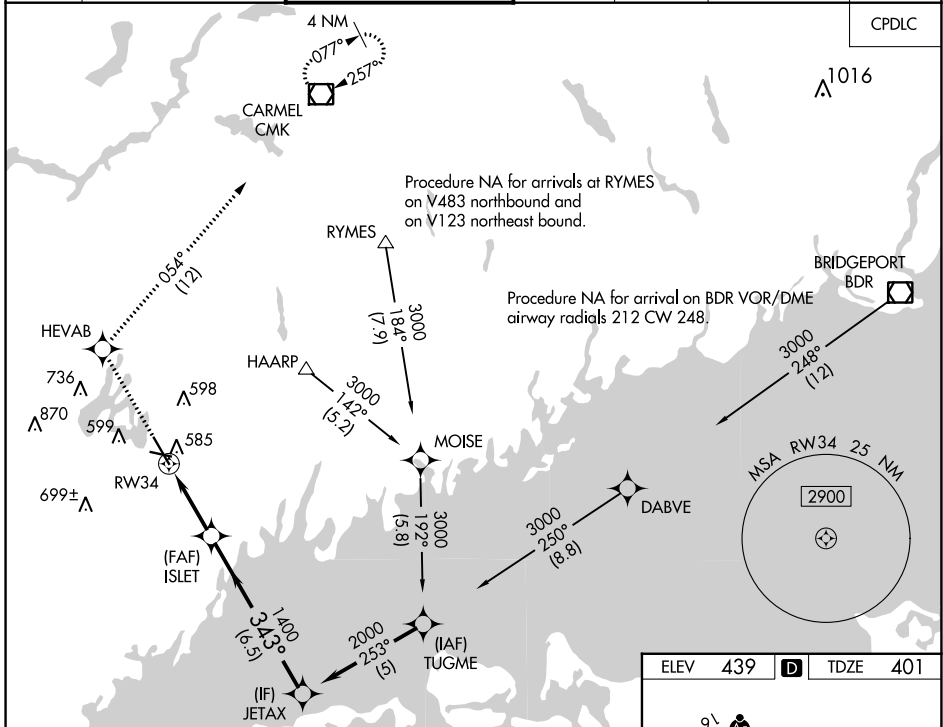 CPDLC
4 NM
077°
257°
CARMEL
CMK
1016
Procedure NA for arrivals at RYMES
on V483 northbound and
on V123 northeast bound.
RYMES
054°
(12)
3000
184°
(7.9)
BRIDGEPORT
BDR
Procedure NA for arrival on BDR VOR/DME
airway radials 212 CW 248.
3000
248°
(12)
HEVAB
HAARP
3000
142°
(5.2)
736
598
870
599
585
MOISE
RW34
699±
MSA RW34 25 NM
2900
DABVE
3000
192°
(5.8)
3000
250°
(8.8)
(FAF)
ISLET
1400
343°
(6.5)
2000
253°
(5)
(IAF)
TUGME
(IF)
JETAX
ELEV 439 D TDZE 401
16